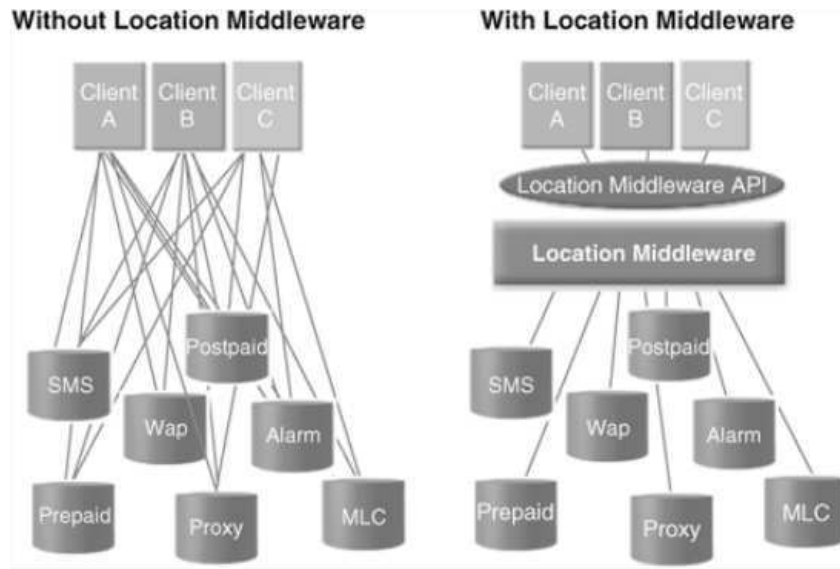 Without Location Middleware
Client
A
Client
B
Client
C
SMS
Postpaid
Wap
Alarm
Prepaid
Proxy
MLC
With Location Middleware
Client
A
Client
B
Client
C
Location Middleware API
Location Middleware
SMS
Postpaid
Wap
Alarm
Prepaid
Proxy
MLC